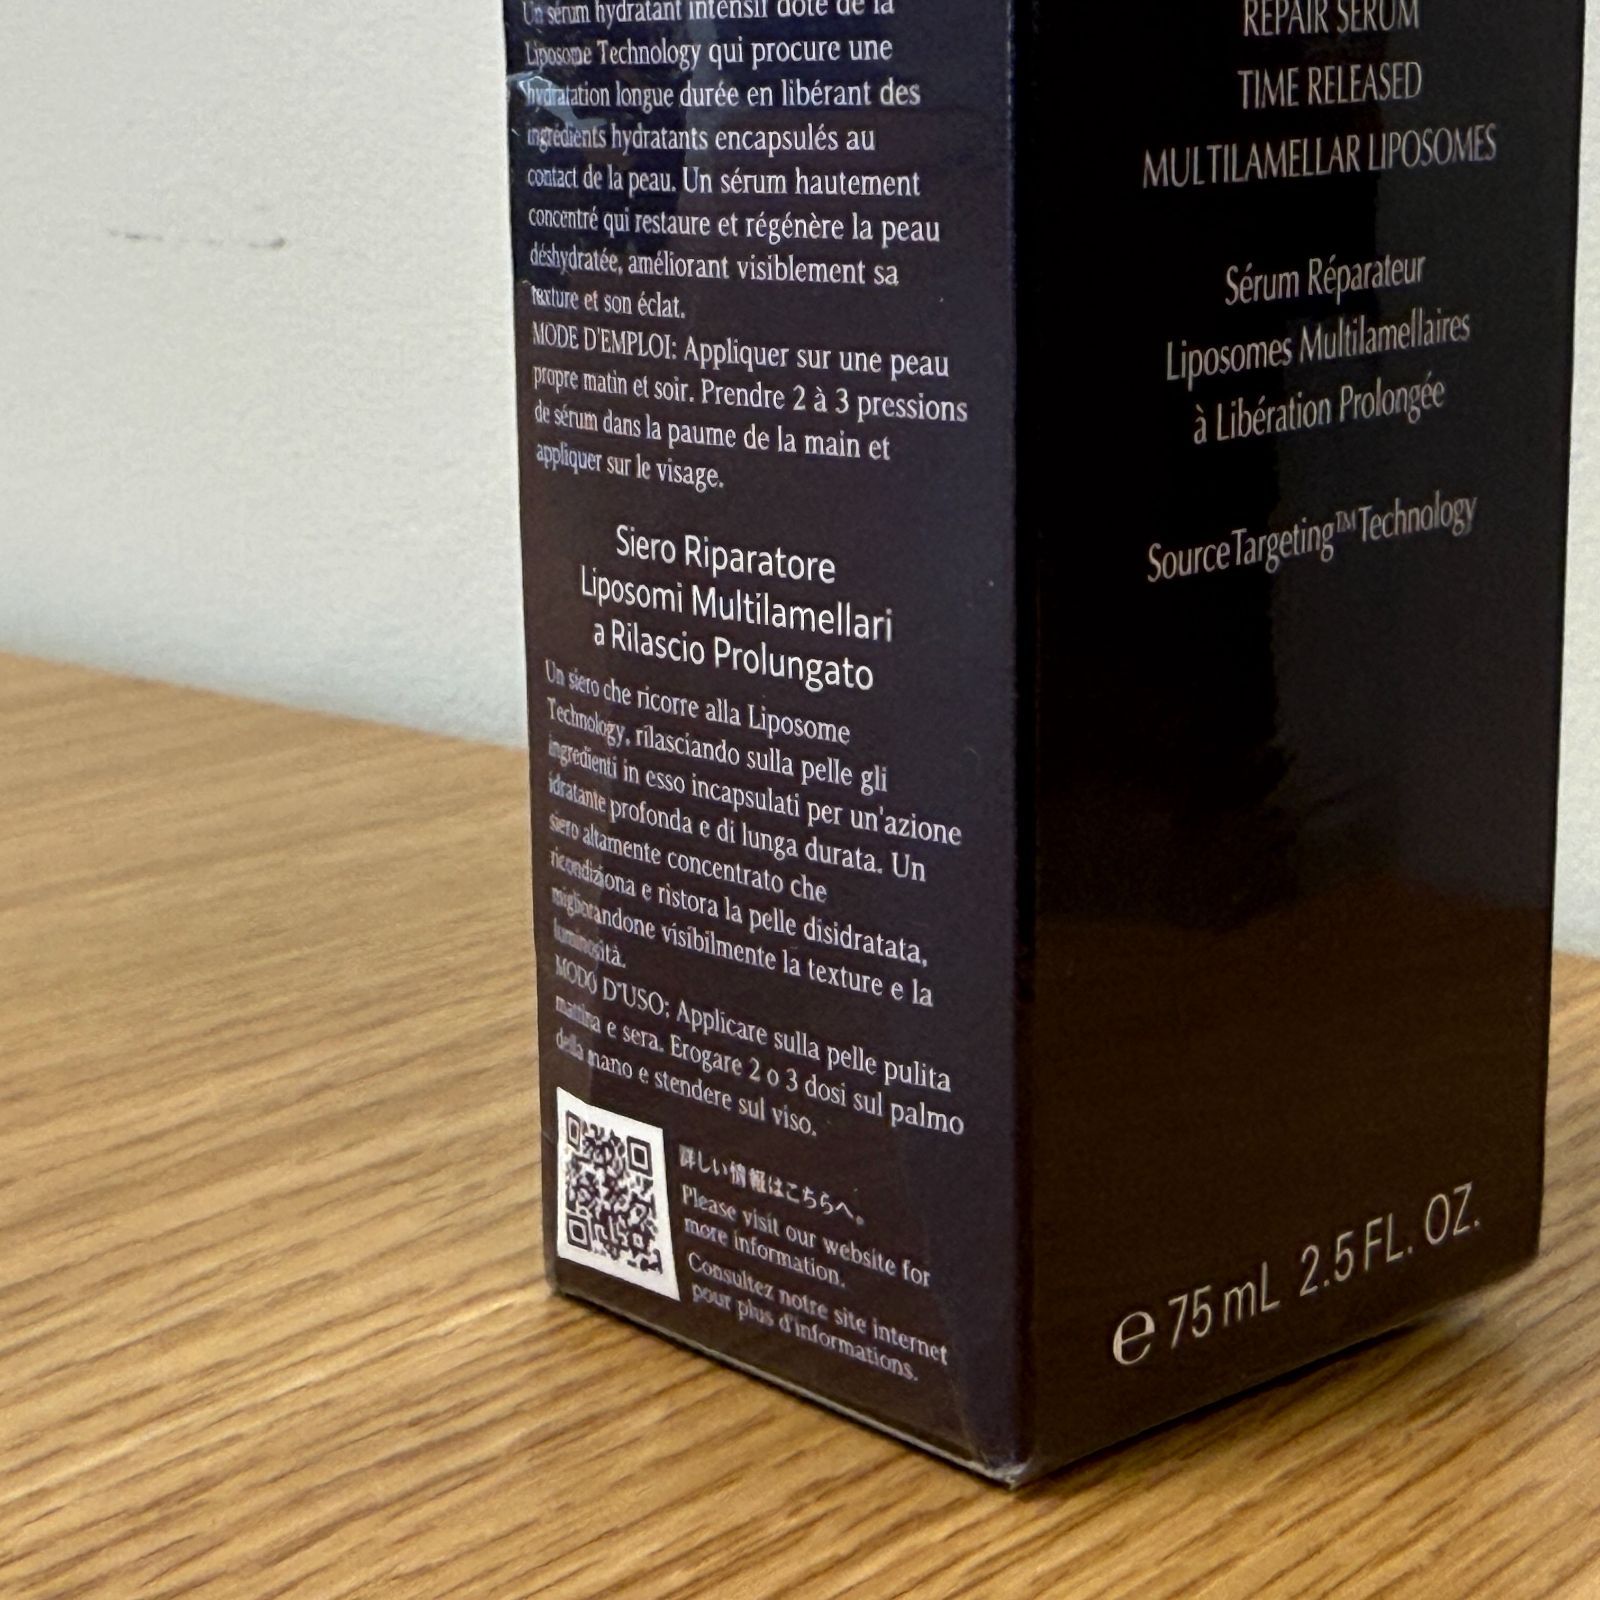 Un sérum hydratant intensif doté de la
Liposome Technology qui procure une
hydratation longue durée en libérant des
ingrédients hydratants encapsulés au
contact de la peau. Un sérum hautement
concentré qui restaure et régénère la peau
déshydratée, améliorant visiblement sa
texture et son éclat.
MODE D'EMPLOI: Appliquer sur une peau
propre matin et soir. Prendre 2 à 3 pressions
de sérum dans la paume de la main et
appliquer sur le visage.
Siero Riparatore
Liposomi Multilamellari
a Rilascio Prolungato
Un siero che ricorre alla Liposome
Technology, rilasciando sulla pelle gli
ingredienti in esso incapsulati per un'azione
idratante profonda e di lunga durata. Un
siero altamente concentrato che
ricondiziona e ristora la pelle disidratata,
migliorandone visibilmente la texture e la
luminosità.
MODO D'USO: Applicare sulla pelle pulita
mattina e sera. Erogare 2 o 3 dosi sul palmo
della mano e stendere sul viso.
詳しい情報はこちらへ。
Please visit our website for
more information.
Consultez notre site internet
pour plus d'informations.
REPAIR SERUM
TIME RELEASED
MULTILAMELLAR LIPOSOMES
Sérum Réparateur
Liposomes Multilamellaires
à Libération Prolongée
Source Targeting™ Technology
℮ 75 mL 2.5 FL. OZ.